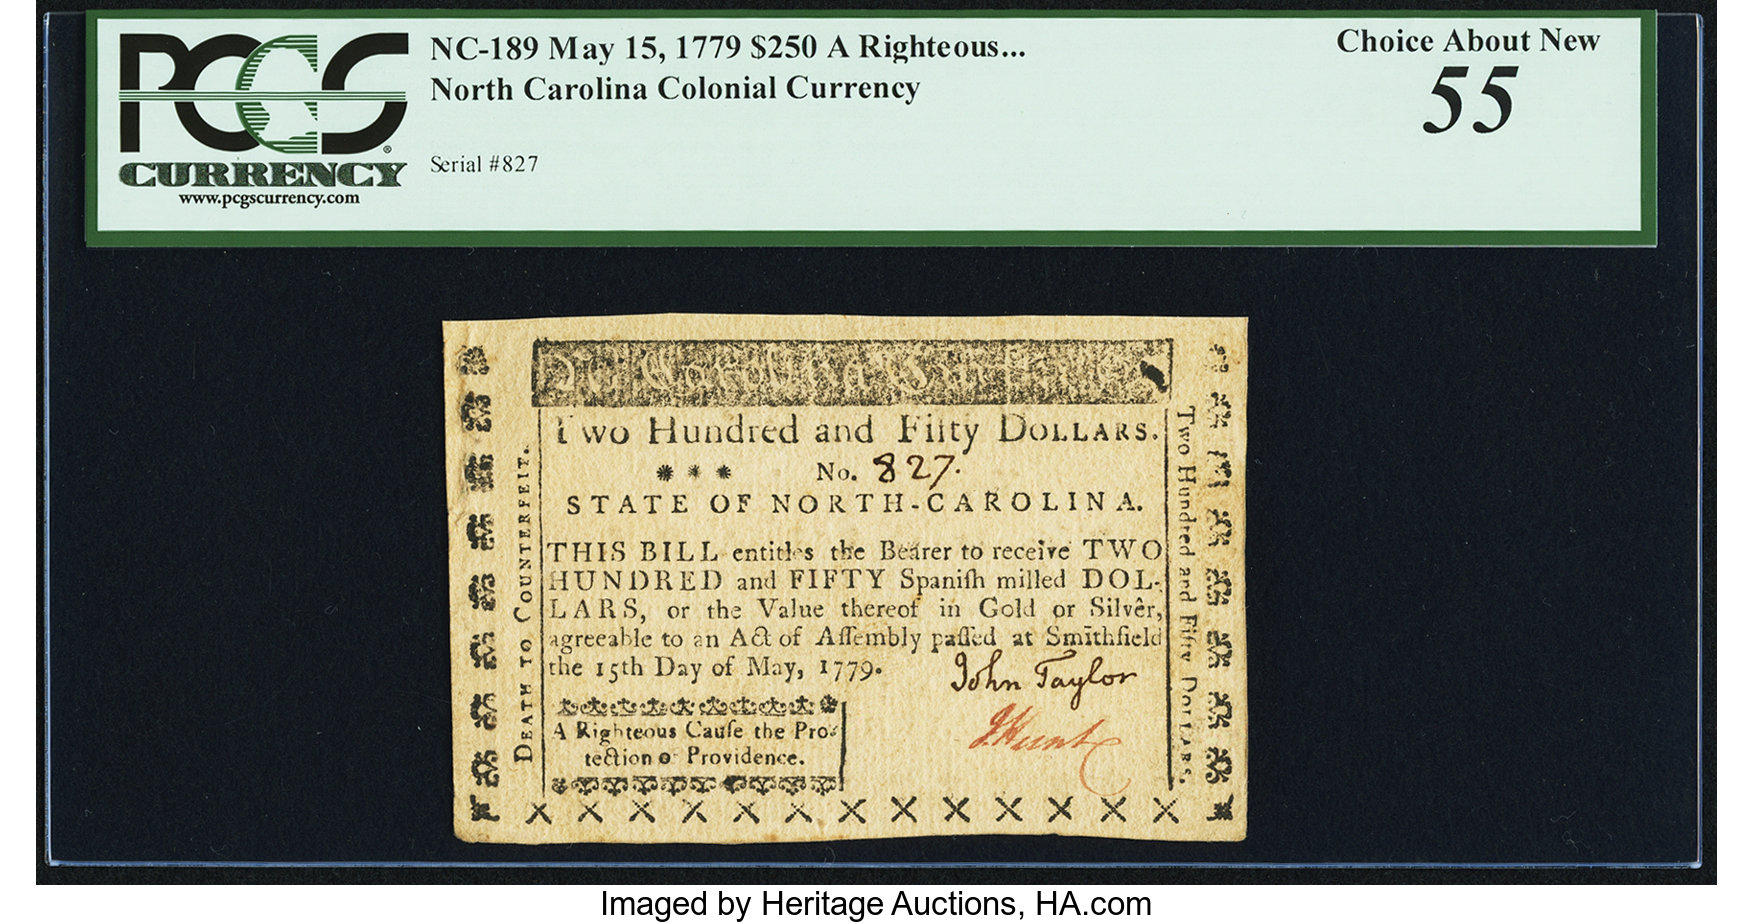 PCGS
CURRENCY
www.pcgscurrency.com
NC-189 May 15, 1779 $250 A Righteous...
North Carolina Colonial Currency
Serial #827
Choice About New
55
Two Hundred and Fifty Dollars.
*** No. 827.
STATE OF NORTH-CAROLINA.
THIS BILL entitles the Bearer to receive TWO
HUNDRED and FIFTY Spaniſh milled DOL-
LARS, or the Value thereof in Gold or Silver,
agreeable to an Act of Aſſembly paſſed at Smithfield
the 15th Day of May, 1779.
John Taylor
J Hunt
A Righteous Cauſe the Pro-
tection of Providence.
Death to Counterfeit.
Two Hundred and Fifty Dollars.
Imaged by Heritage Auctions, HA.com